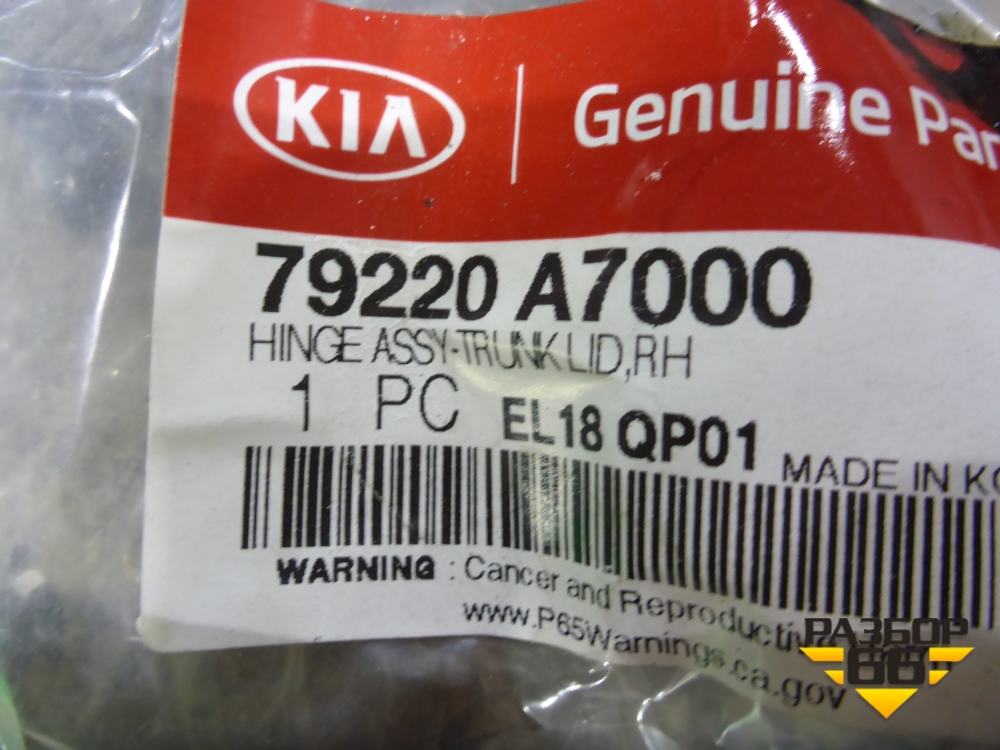 KIA Genuine Par
79220 A7000
HINGE ASSY-TRUNK LID,RH
1 PC EL18 QP01
MADE IN KO
WARNING : Cancer and Reproductiv
www.P65Warnings.ca.gov
РАЗБОР
66